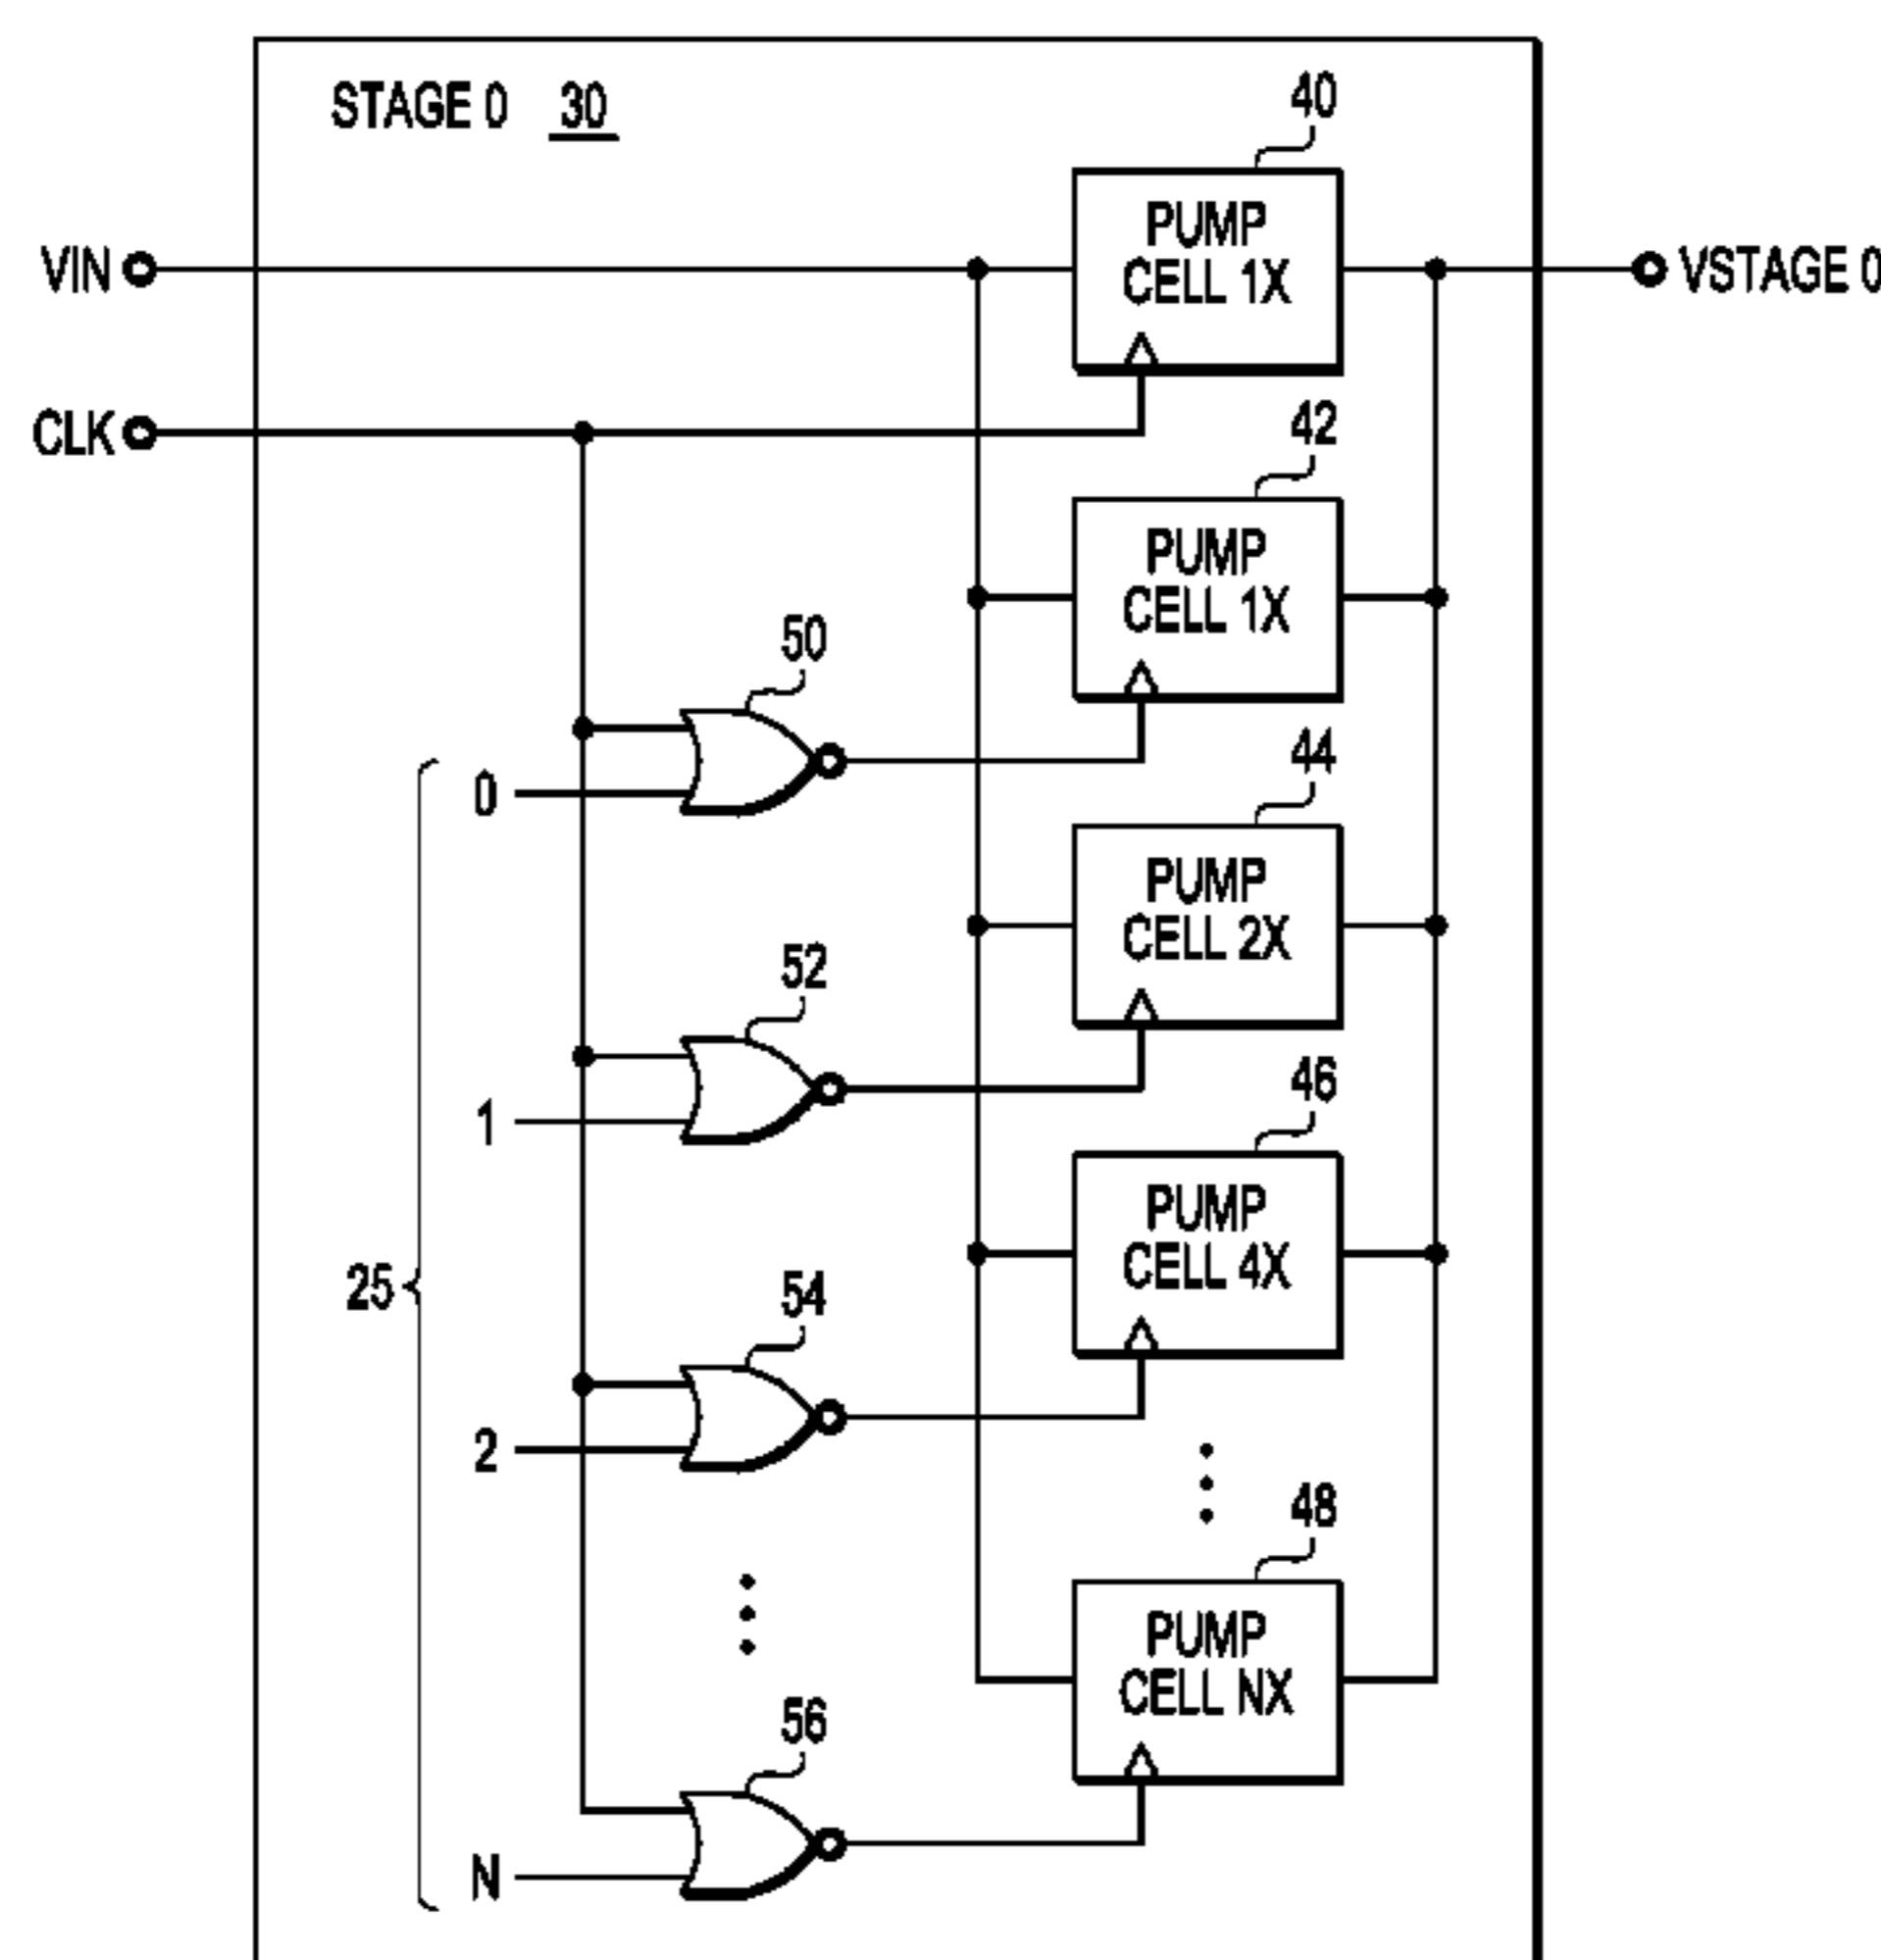 STAGE 0 30
40
PUMP
CELL 1X
VIN
VSTAGE 0
CLK
42
PUMP
CELL 1X
50
0
44
PUMP
CELL 2X
52
1
46
PUMP
CELL 4X
25
54
2
48
PUMP
CELL NX
56
N